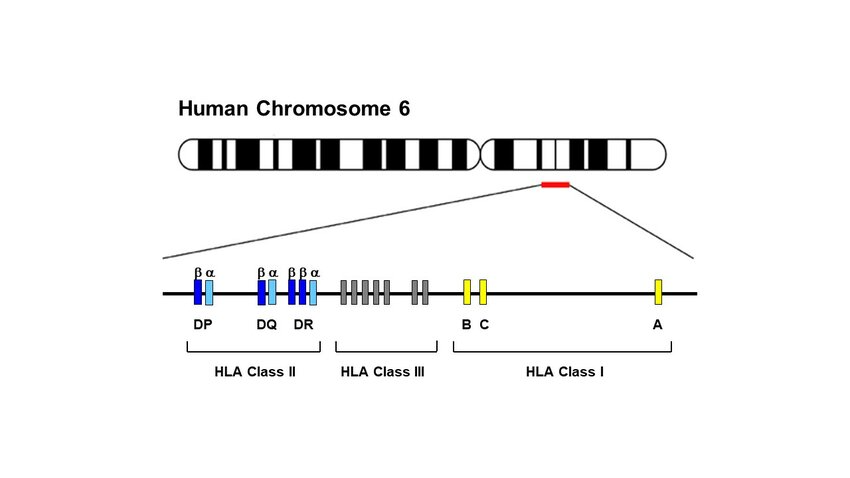 Human Chromosome 6
β α β α β β α
DP DQ DR B C A
HLA Class II HLA Class III HLA Class I